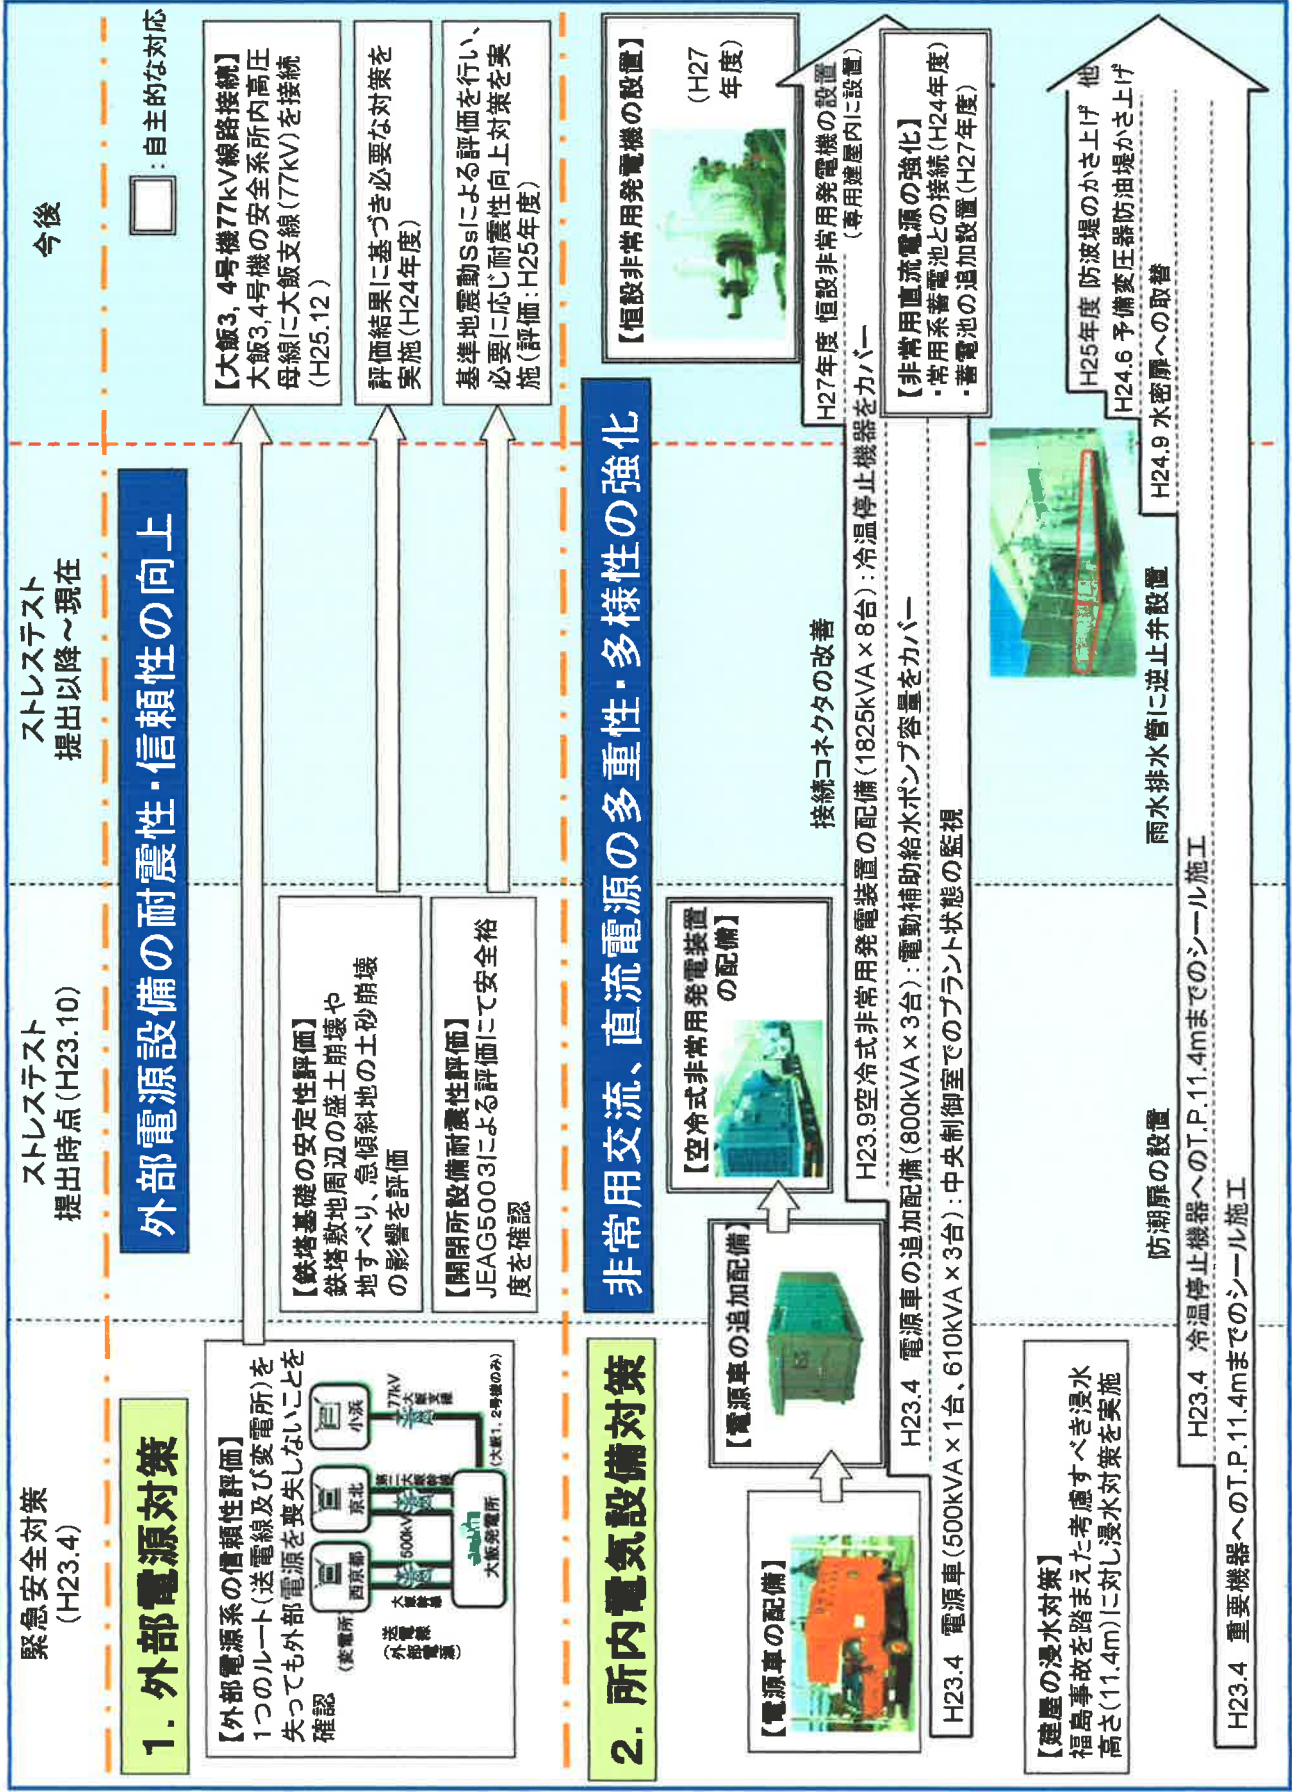 緊急安全対策
(H23.4)
ストレステスト
提出時点(H23.10)
ストレステスト
提出以降～現在
今後
：自主的な対応
1. 外部電源対策
外部電源設備の耐震性・信頼性の向上
【外部電源系の信頼性評価】
1つのルート(送電線及び変電所)を
失っても外部電源を喪失しないことを
確認
(変電所)
西京都
京北
小浜
(送電線
外部電源)
大飯幹線
500kV
第二大飯幹線
77kV
大飯支線
大飯発電所
(大飯1, 2号機のみ)
【鉄塔基礎の安定性評価】
鉄塔敷地周辺の盛土崩壊や
地すべり、急傾斜地の土砂崩壊
の影響を評価
【開閉所設備耐震性評価】
JEAG5003による評価にて安全裕
度を確認
【大飯3, 4号機77kV線路接続】
大飯3,4号機の安全系所内高圧
母線に大飯支線(77kV)を接続
(H25.12)
評価結果に基づき必要な対策を
実施(H24年度)
基準地震動Ssによる評価を行い、
必要に応じ耐震性向上対策を実
施(評価：H25年度)
2. 所内電気設備対策
非常用交流、直流電源の多重性・多様性の強化
【電源車の配備】
【電源車の追加配備】
【空冷式非常用発電装置
の配備】
【恒設非常用発電機の設置】
(H27
年度)
接続コネクタの改善
H27年度 恒設非常用発電機の設置
(専用建屋内に設置)
H23.9空冷式非常用発電装置の配備(1825kVA×8台)：冷温停止機器をカバー
H23.4 電源車の追加配備(800kVA×3台)：電動補助給水ポンプ容量をカバー
H23.4 電源車(500kVA×1台、610kVA×3台)：中央制御室でのプラント状態の監視
【非常用直流電源の強化】
・常用系蓄電池との接続(H24年度)
・蓄電池の追加設置(H27年度)
【建屋の浸水対策】
福島事故を踏まえた考慮すべき浸水
高さ(11.4m)に対し浸水対策を実施
防潮扉の設置
雨水排水管に逆止弁設置
H25年度 防波堤のかさ上げ 他
H24.6 予備変圧器防油堤かさ上げ
H24.9 水密扉への取替
H23.4 冷温停止機器へのT.P.11.4mまでのシール施工
H23.4 重要機器へのT.P.11.4mまでのシール施工